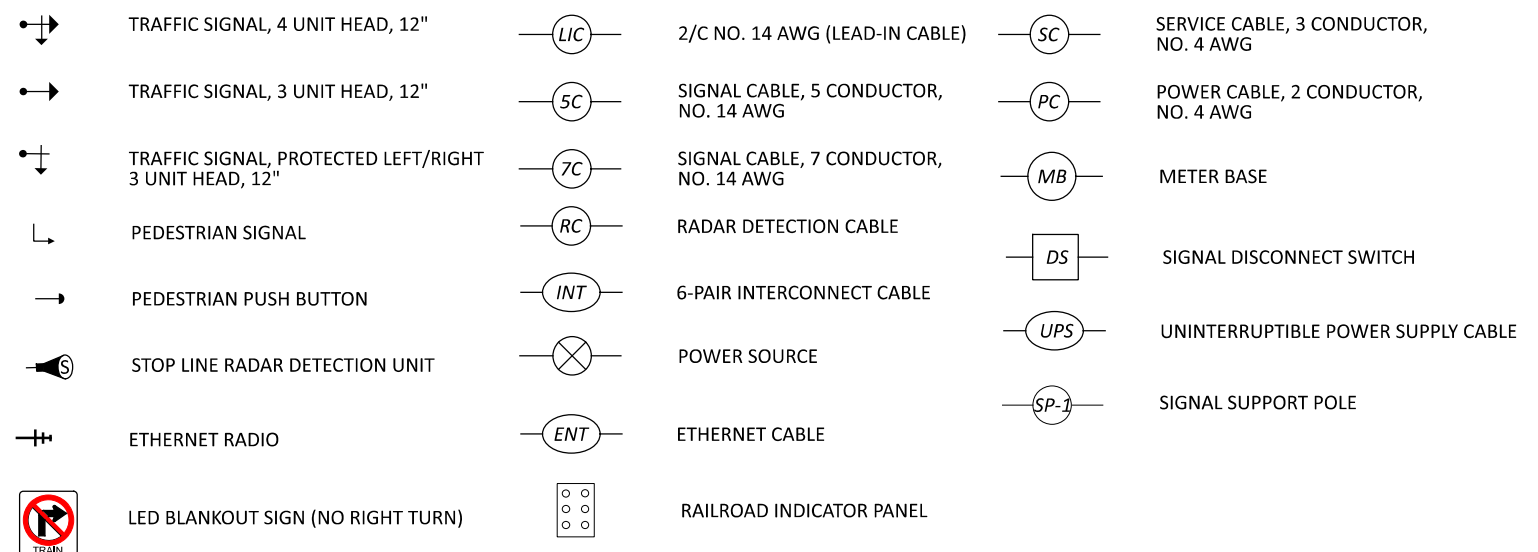 TRAFFIC SIGNAL, 4 UNIT HEAD, 12"
TRAFFIC SIGNAL, 3 UNIT HEAD, 12"
TRAFFIC SIGNAL, PROTECTED LEFT/RIGHT
3 UNIT HEAD, 12"
PEDESTRIAN SIGNAL
PEDESTRIAN PUSH BUTTON
S
STOP LINE RADAR DETECTION UNIT
ETHERNET RADIO
TRAIN
LED BLANKOUT SIGN (NO RIGHT TURN)
LIC
2/C NO. 14 AWG (LEAD-IN CABLE)
5C
SIGNAL CABLE, 5 CONDUCTOR,
NO. 14 AWG
7C
SIGNAL CABLE, 7 CONDUCTOR,
NO. 14 AWG
RC
RADAR DETECTION CABLE
INT
6-PAIR INTERCONNECT CABLE
POWER SOURCE
ENT
ETHERNET CABLE
RAILROAD INDICATOR PANEL
SC
SERVICE CABLE, 3 CONDUCTOR,
NO. 4 AWG
PC
POWER CABLE, 2 CONDUCTOR,
NO. 4 AWG
MB
METER BASE
DS
SIGNAL DISCONNECT SWITCH
UPS
UNINTERRUPTIBLE POWER SUPPLY CABLE
SP-1
SIGNAL SUPPORT POLE